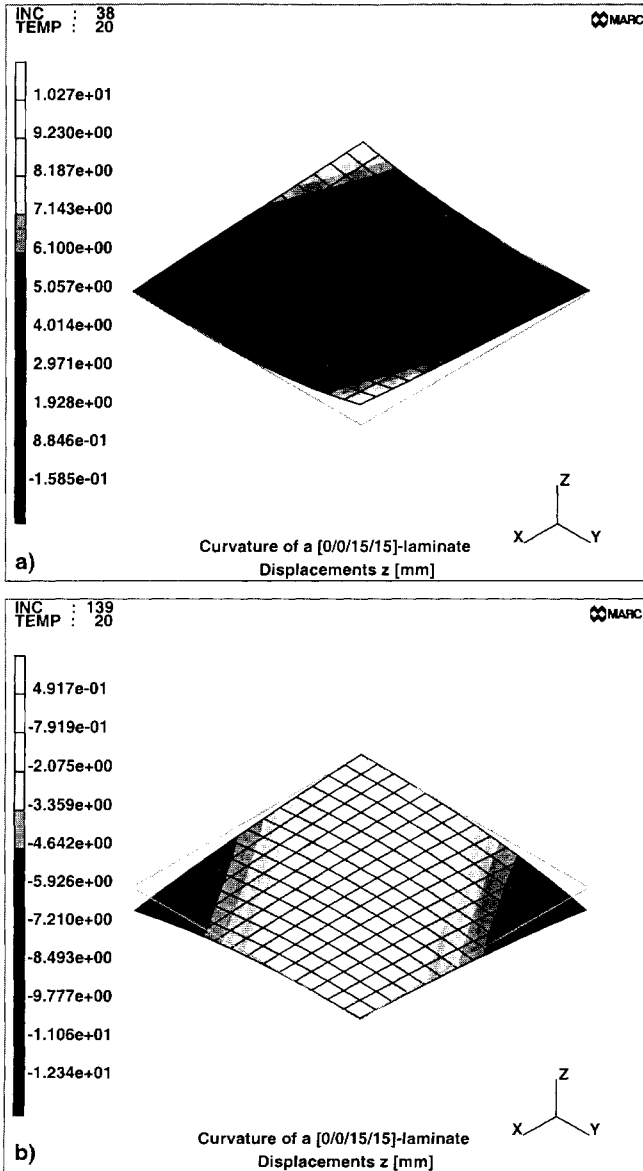 INC : 38
TEMP : 20
MARC
1.027e+01
9.230e+00
8.187e+00
7.143e+00
6.100e+00
5.057e+00
4.014e+00
2.971e+00
1.928e+00
8.846e-01
-1.585e-01
Z
X
Y
Curvature of a [0/0/15/15]-laminate
Displacements z [mm]
a)
INC : 139
TEMP : 20
MARC
4.917e-01
-7.919e-01
-2.075e+00
-3.359e+00
-4.642e+00
-5.926e+00
-7.210e+00
-8.493e+00
-9.777e+00
-1.106e+01
-1.234e+01
Z
X
Y
Curvature of a [0/0/15/15]-laminate
Displacements z [mm]
b)